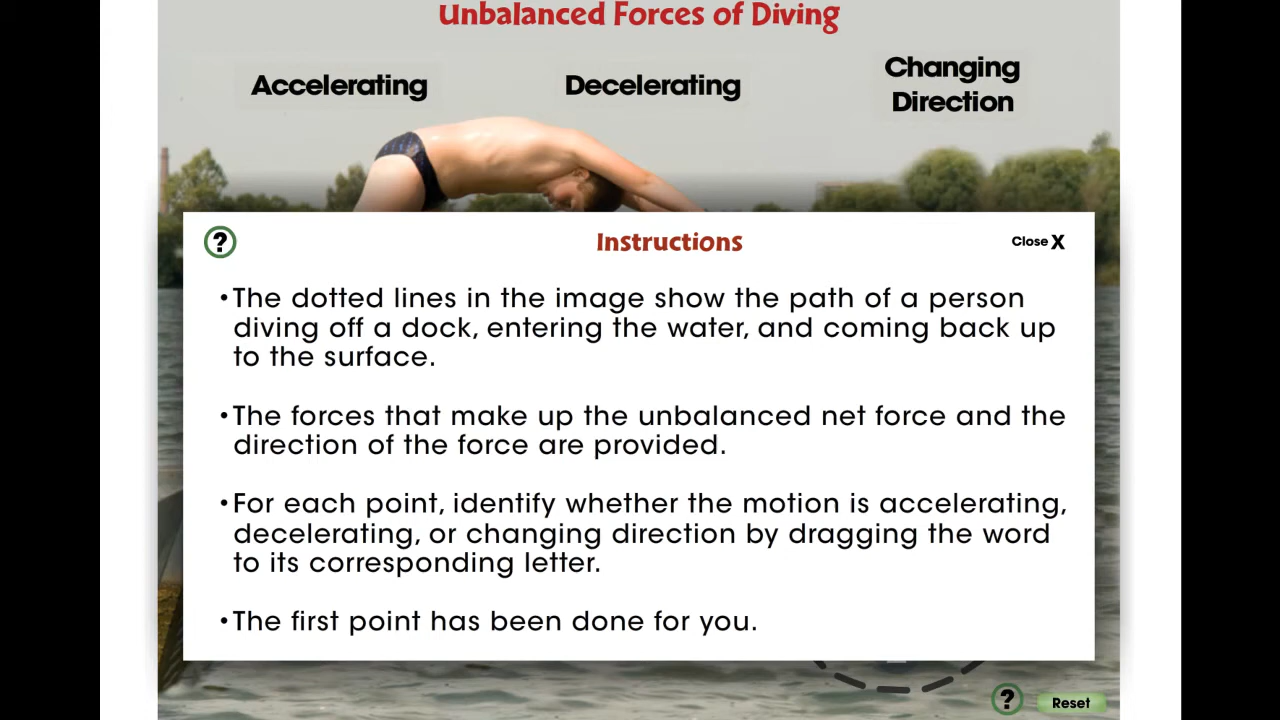 Unbalanced Forces of Diving
Accelerating
Decelerating
Changing
Direction
?
Instructions
Close X
•The dotted lines in the image show the path of a person
diving off a dock, entering the water, and coming back up
to the surface.
•The forces that make up the unbalanced net force and the
direction of the force are provided.
•For each point, identify whether the motion is accelerating,
decelerating, or changing direction by dragging the word
to its corresponding letter.
•The first point has been done for you.
?
Reset